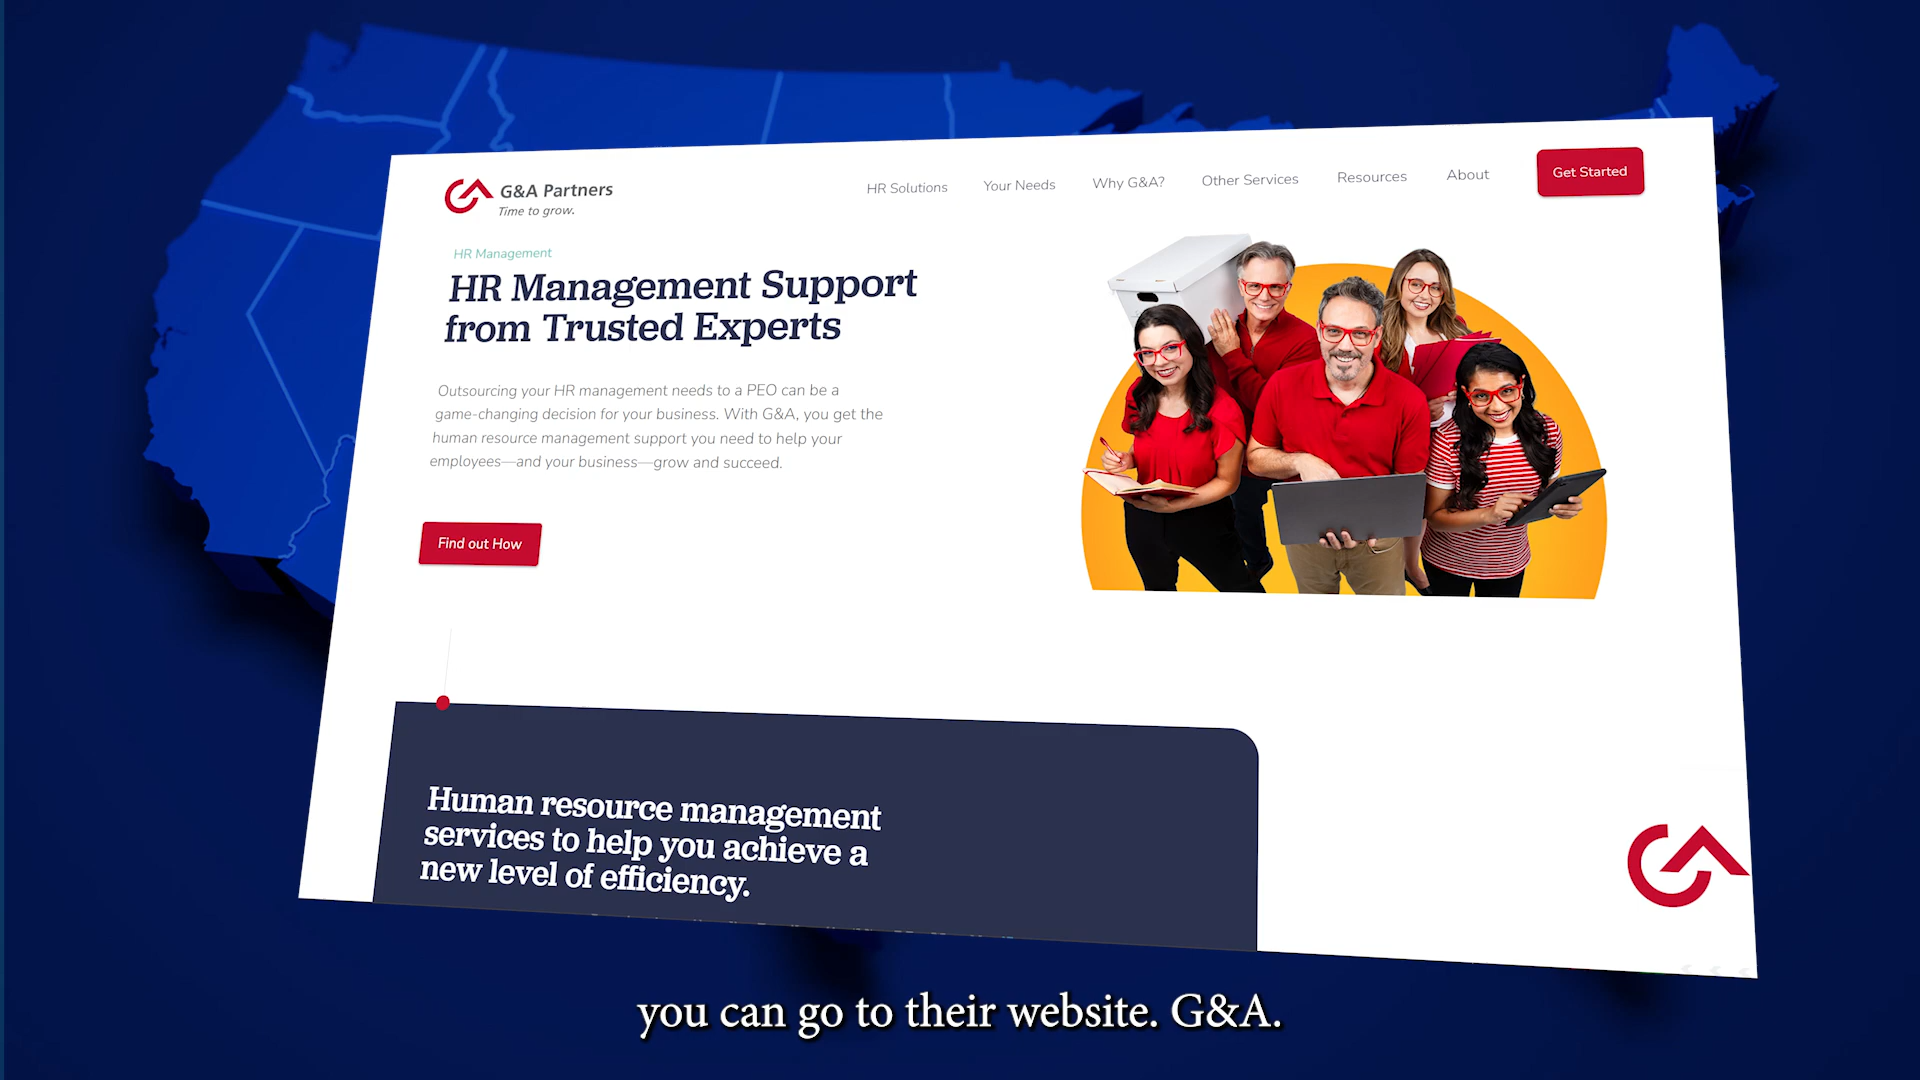 G&A Partners
Time to grow.
HR Solutions
Your Needs
Why G&A?
Other Services
Resources
About
Get Started
HR Management
HR Management Support
from Trusted Experts
Outsourcing your HR management needs to a PEO can be a
game-changing decision for your business. With G&A, you get the
human resource management support you need to help your
employees—and your business—grow and succeed.
Find out How
Human resource management
services to help you achieve a
new level of efficiency.
you can go to their website. G&A.